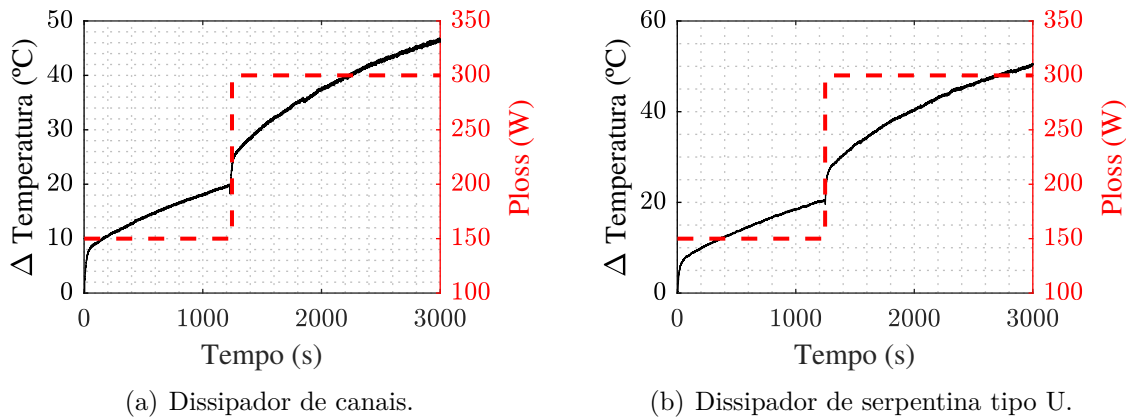 50
40
30
20
10
0
Δ Temperatura (ºC)
350
300
250
200
150
100
Ploss (W)
0 1000 2000 3000
Tempo (s)
(a) Dissipador de canais.
60
40
20
0
Δ Temperatura (ºC)
350
300
250
200
150
100
Ploss (W)
0 1000 2000 3000
Tempo (s)
(b) Dissipador de serpentina tipo U.